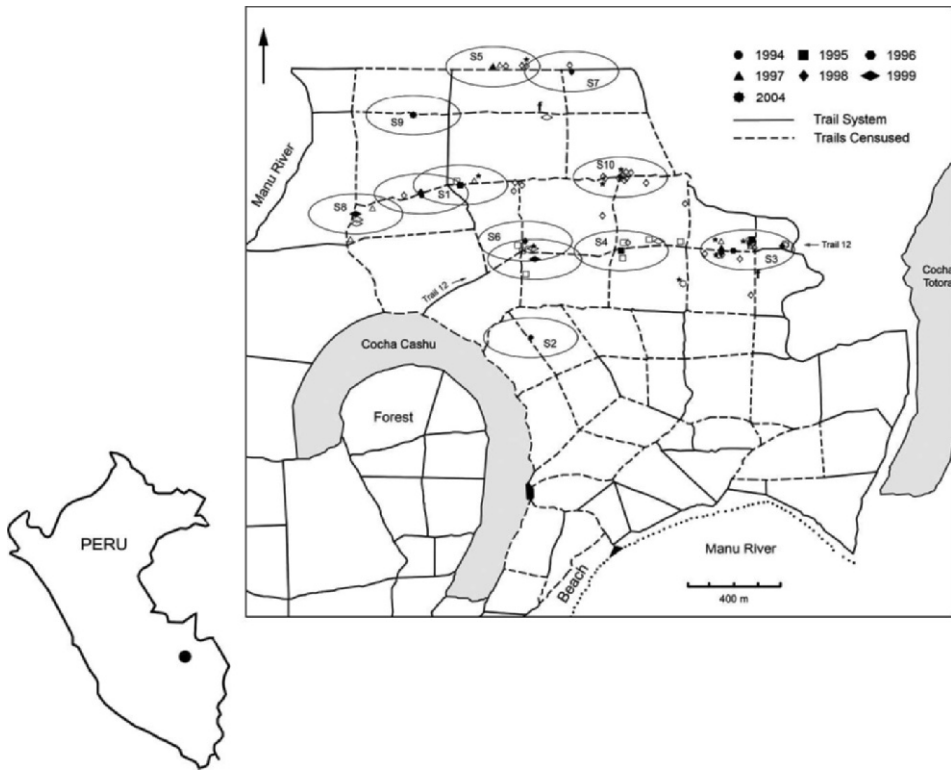 S5
S7
1994 1995 1996
1997 1998 1999
2004
Trail System
Trails Censused
S9
f
Manu River
S10
S1
S8
S6
S4
S3
Trail 12
f
Trail 12
Cocha
Totora
S2
Cocha Cashu
Forest
PERU
Manu River
Beach
400 m